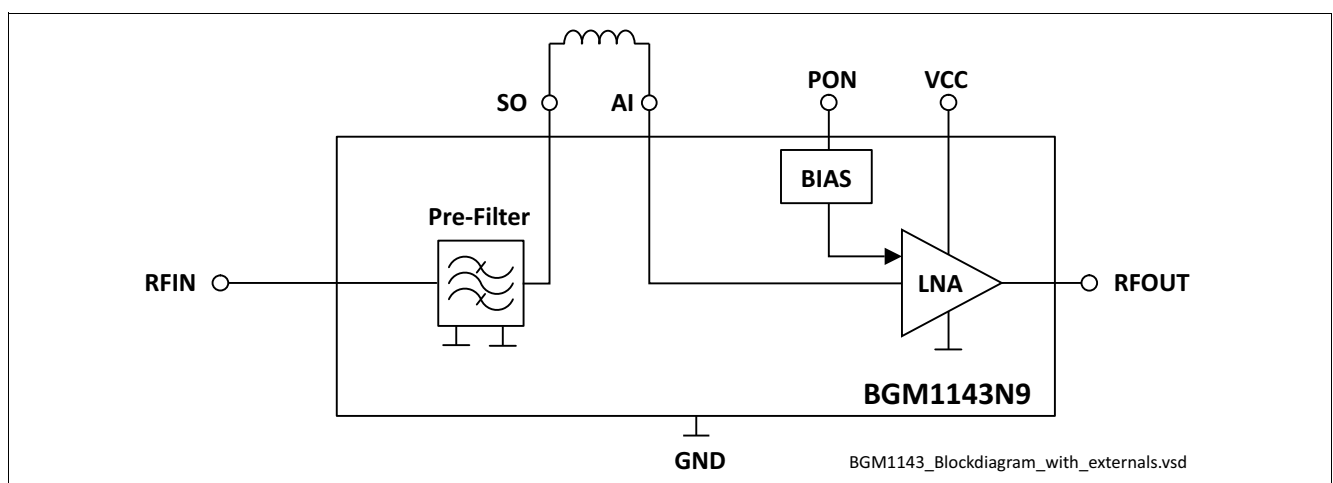 SO
AI
PON
VCC
BIAS
Pre-Filter
RFIN
LNA
RFOUT
BGM1143N9
GND
BGM1143_Blockdiagram_with_externals.vsd